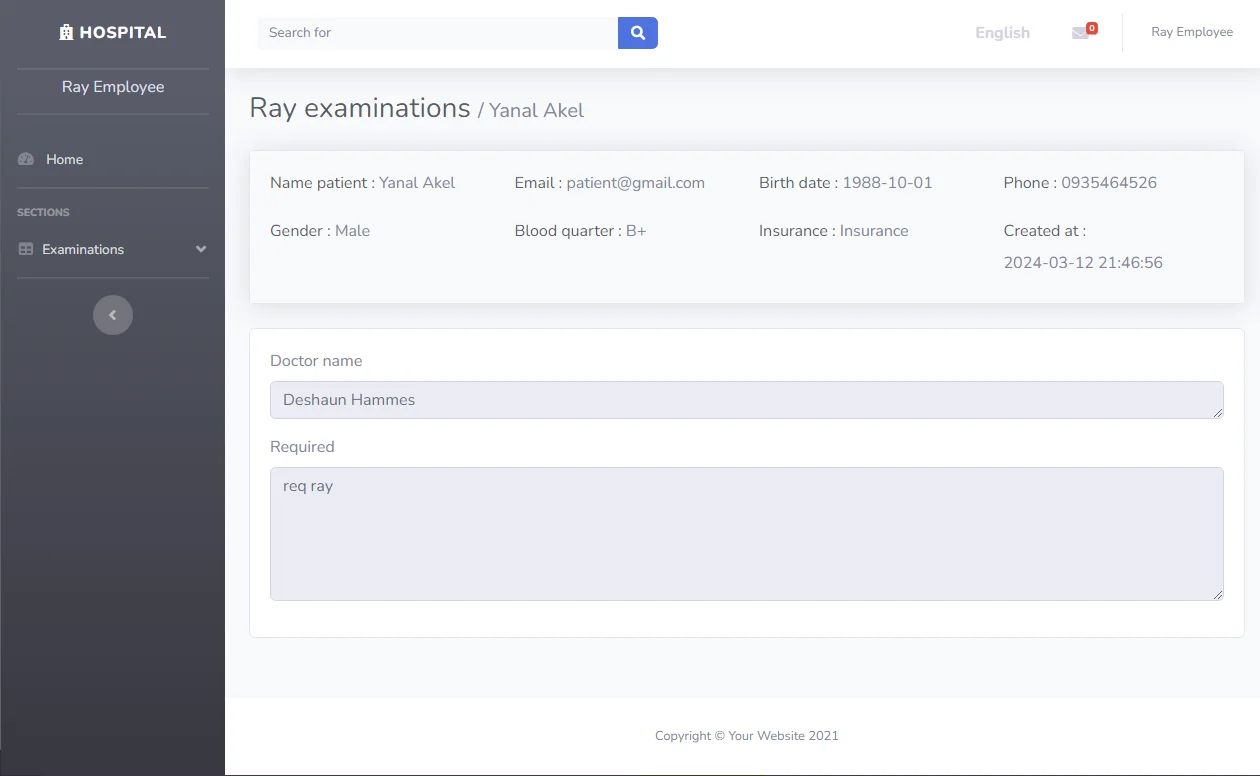 HOSPITAL
Search for
English
0
Ray Employee
Ray Employee
Home
SECTIONS
Examinations
Ray examinations / Yanal Akel
Name patient : Yanal Akel
Email : patient@gmail.com
Birth date : 1988-10-01
Phone : 0935464526
Gender : Male
Blood quarter : B+
Insurance : Insurance
Created at :
2024-03-12 21:46:56
Doctor name
Deshaun Hammes
Required
req ray
Copyright © Your Website 2021